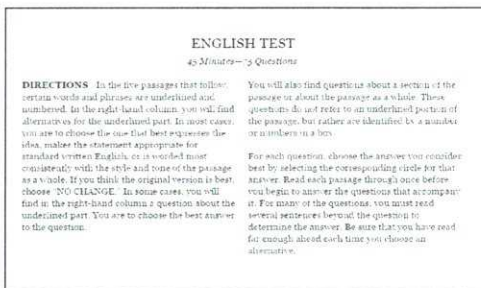 ENGLISH TEST
45 Minutes—75 Questions
DIRECTIONS In the five passages that follow,
certain words and phrases are underlined and
numbered. In the right-hand column, you will find
alternatives for the underlined part. In most cases,
you are to choose the one that best expresses the
idea, makes the statement appropriate for
standard written English, or is worded most
consistently with the style and tone of the passage
as a whole. If you think the original version is best,
choose "NO CHANGE." In some cases, you will
find in the right-hand column a question about the
underlined part. You are to choose the best answer
to the question.
You will also find questions about a section of the
passage or about the passage as a whole. These
questions do not refer to an underlined portion of
the passage, but rather are identified by a number
or numbers in a box.
For each question, choose the answer you consider
best by selecting the corresponding circle for that
answer. Read each passage through once before
you begin to answer the questions that accompany
it. For many of the questions, you must read
several sentences beyond the question to
determine the answer. Be sure that you have read
far enough ahead each time you choose an
alternative.